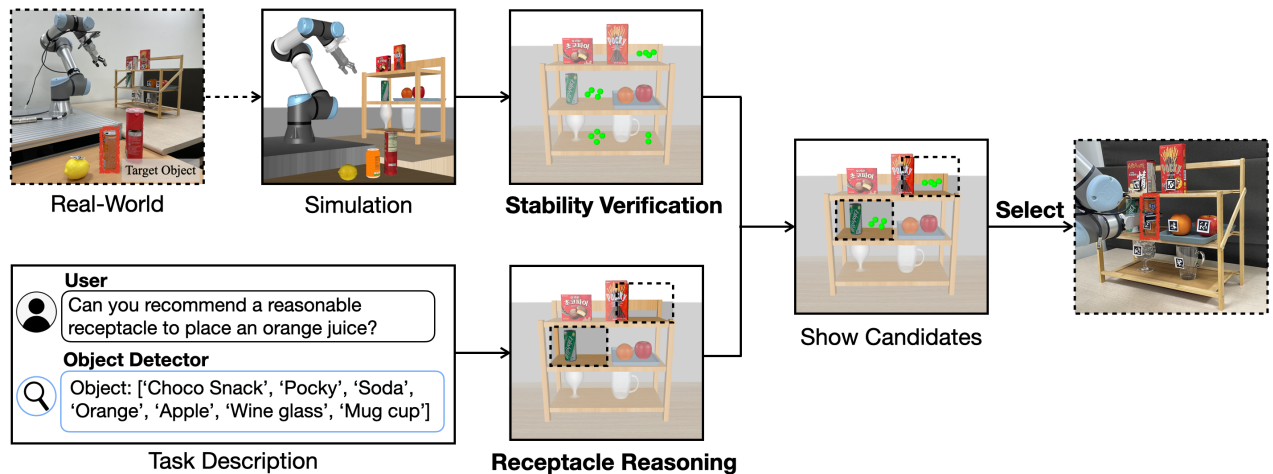 Target Object
Real-World
Simulation
Stability Verification
User
Can you recommend a reasonable
receptacle to place an orange juice?
Object Detector
Object: [‘Choco Snack’, ‘Pocky’, ‘Soda’,
‘Orange’, ‘Apple’, ‘Wine glass’, ‘Mug cup’]
Task Description
POCKY
Receptacle Reasoning
Show Candidates
Select